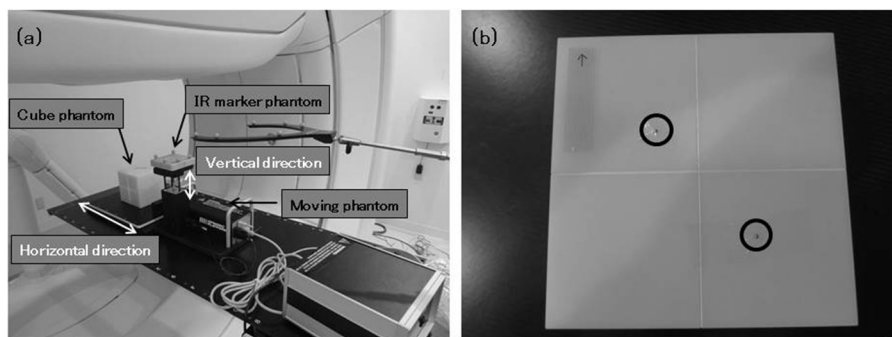 (a)
(b)
IR marker phantom
Cube phantom
Vertical direction
Moving phantom
Horizontal direction
↑